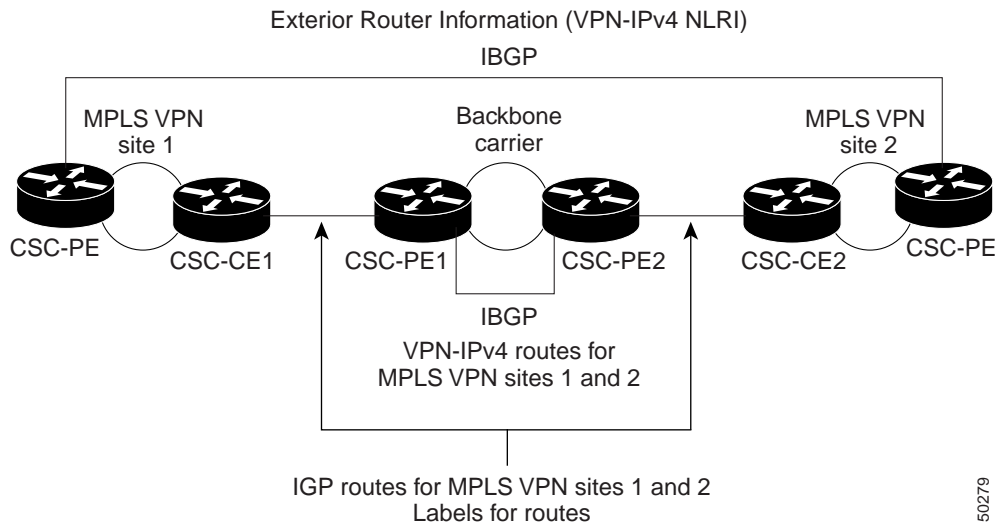 Exterior Router Information (VPN-IPv4 NLRI)
IBGP
MPLS VPN
site 1
Backbone
carrier
MPLS VPN
site 2
CSC-PE
CSC-CE1
CSC-PE1
CSC-PE2
CSC-CE2
CSC-PE
IBGP
VPN-IPv4 routes for
MPLS VPN sites 1 and 2
IGP routes for MPLS VPN sites 1 and 2
Labels for routes
50279